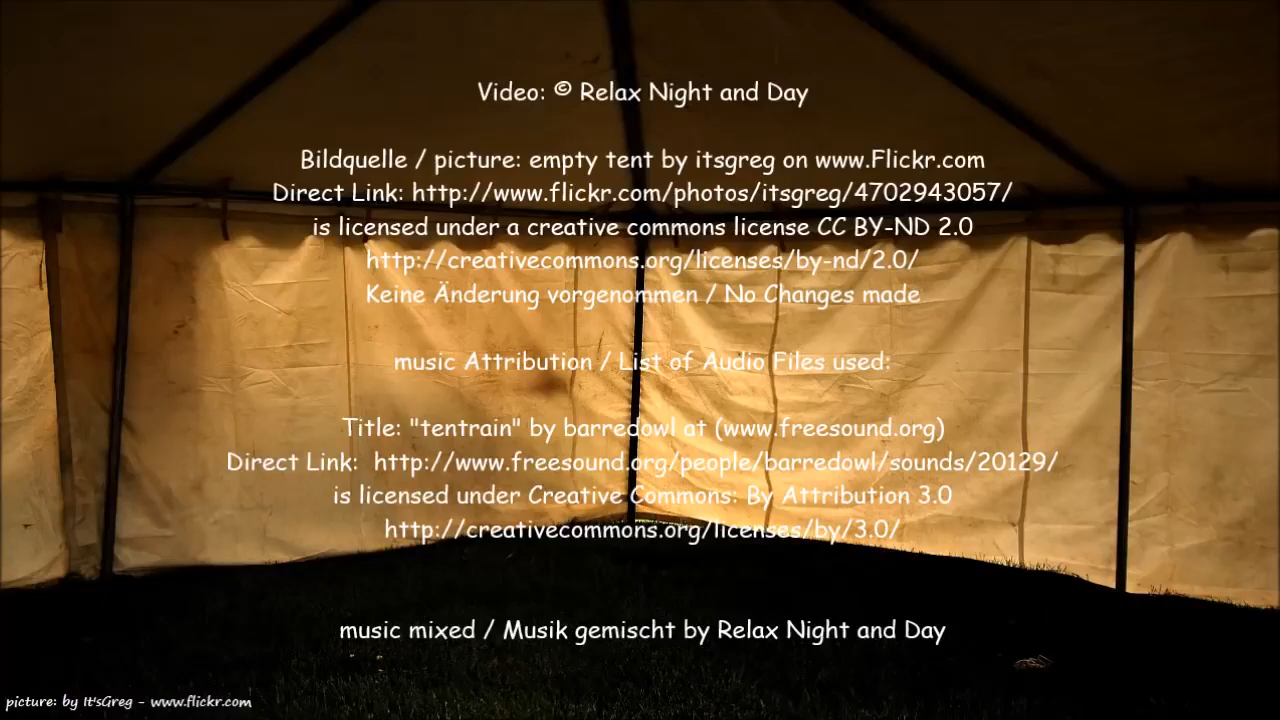 Video: © Relax Night and Day
Bildquelle / picture: empty tent by itsgreg on www.Flickr.com
Direct Link: http://www.flickr.com/photos/itsgreg/4702943057/
is licensed under a creative commons license CC BY-ND 2.0
http://creativecommons.org/licenses/by-nd/2.0/
Keine Änderung vorgenommen / No Changes made
music Attribution / List of Audio Files used:
Title: "tentrain" by barredowl at (www.freesound.org)
Direct Link:  http://www.freesound.org/people/barredowl/sounds/20129/
is licensed under Creative Commons: By Attribution 3.0
http://creativecommons.org/licenses/by/3.0/
music mixed / Musik gemischt by Relax Night and Day
picture: by It'sGreg - www.flickr.com